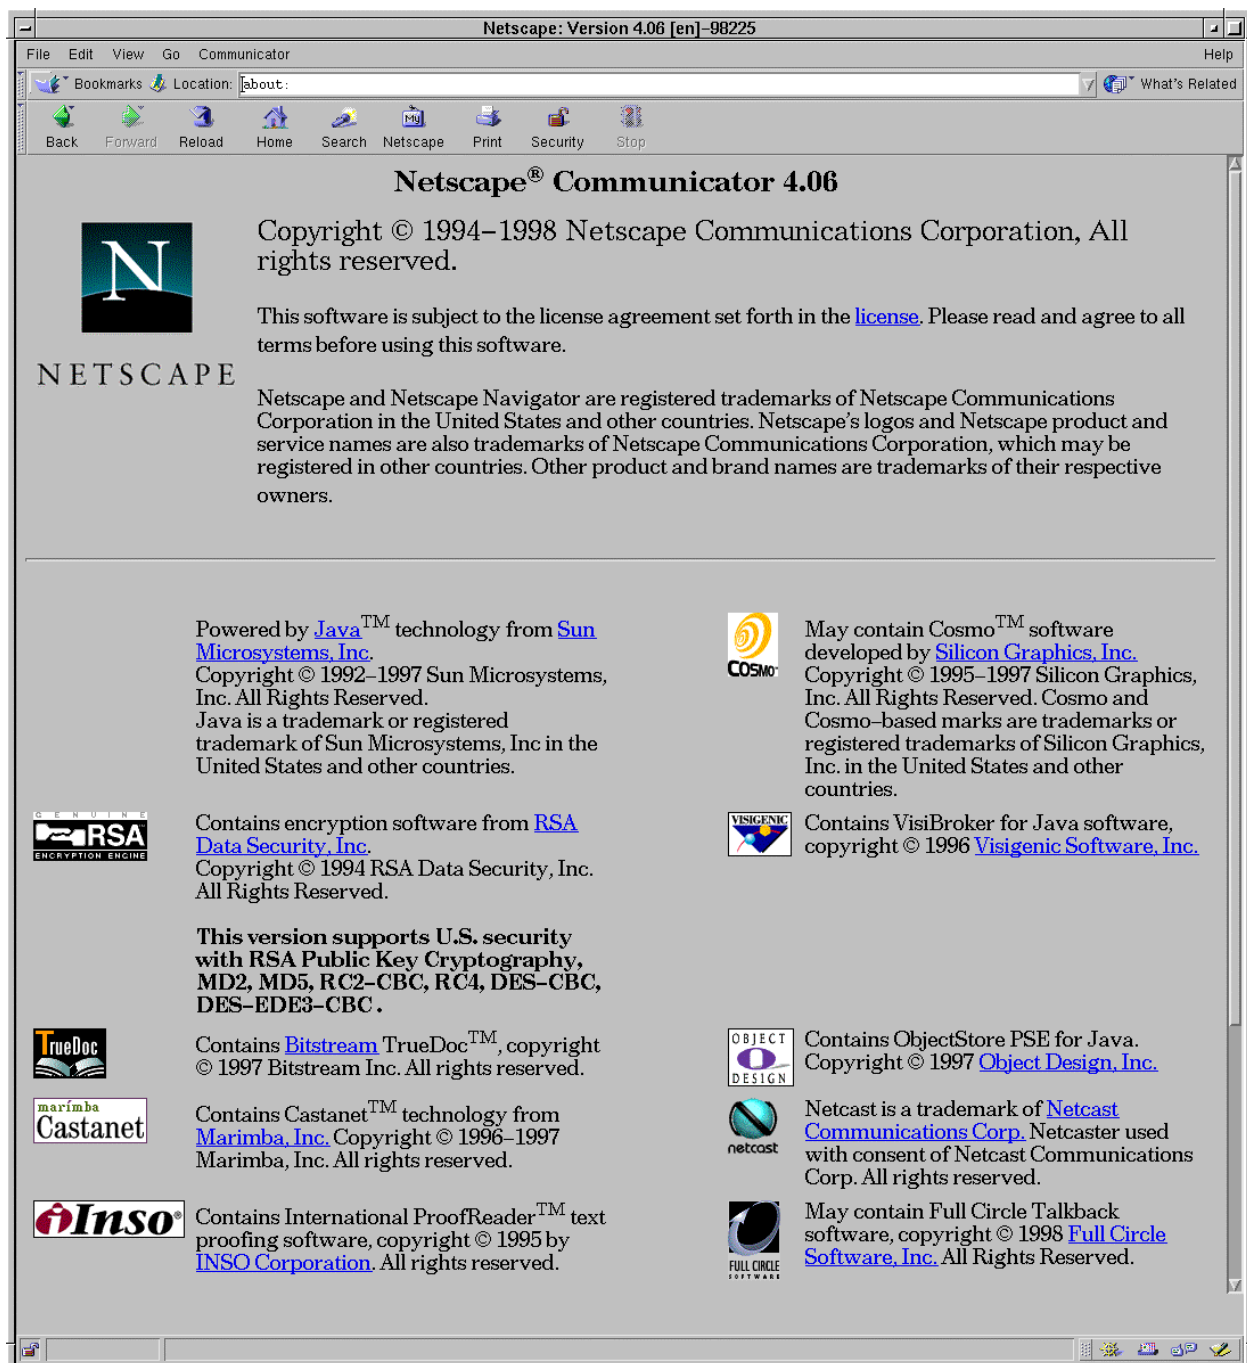 Netscape: Version 4.06 [en]–98225
File Edit View Go Communicator Help
Bookmarks Location: about: What's Related
Back Forward Reload Home Search Netscape Print Security Stop
My
Netscape® Communicator 4.06
N
NETSCAPE
Copyright © 1994–1998 Netscape Communications Corporation, All
rights reserved.
This software is subject to the license agreement set forth in the license. Please read and agree to all
terms before using this software.
Netscape and Netscape Navigator are registered trademarks of Netscape Communications
Corporation in the United States and other countries. Netscape's logos and Netscape product and
service names are also trademarks of Netscape Communications Corporation, which may be
registered in other countries. Other product and brand names are trademarks of their respective
owners.
Powered by Java™ technology from Sun
Microsystems, Inc.
Copyright © 1992–1997 Sun Microsystems,
Inc. All Rights Reserved.
Java is a trademark or registered
trademark of Sun Microsystems, Inc in the
United States and other countries.
COSMO
May contain Cosmo™ software
developed by Silicon Graphics, Inc.
Copyright © 1995–1997 Silicon Graphics,
Inc. All Rights Reserved. Cosmo and
Cosmo–based marks are trademarks or
registered trademarks of Silicon Graphics,
Inc. in the United States and other
countries.
GENUINE
RSA
ENCRYPTION ENGINE
Contains encryption software from RSA
Data Security, Inc.
Copyright © 1994 RSA Data Security, Inc.
All Rights Reserved.
This version supports U.S. security
with RSA Public Key Cryptography,
MD2, MD5, RC2–CBC, RC4, DES–CBC,
DES–EDE3–CBC.
VISIGENIC
Contains VisiBroker for Java software,
copyright © 1996 Visigenic Software, Inc.
TrueDoc
Contains Bitstream TrueDoc™, copyright
© 1997 Bitstream Inc. All rights reserved.
OBJECT
DESIGN
Contains ObjectStore PSE for Java.
Copyright © 1997 Object Design, Inc.
marimba
Castanet
Contains Castanet™ technology from
Marimba, Inc. Copyright © 1996–1997
Marimba, Inc. All rights reserved.
netcast
Netcast is a trademark of Netcast
Communications Corp. Netcaster used
with consent of Netcast Communications
Corp. All rights reserved.
iInso®
Contains International ProofReader™ text
proofing software, copyright © 1995 by
INSO Corporation. All rights reserved.
FULL CIRCLE
SOFTWARE
May contain Full Circle Talkback
software, copyright © 1998 Full Circle
Software, Inc. All Rights Reserved.